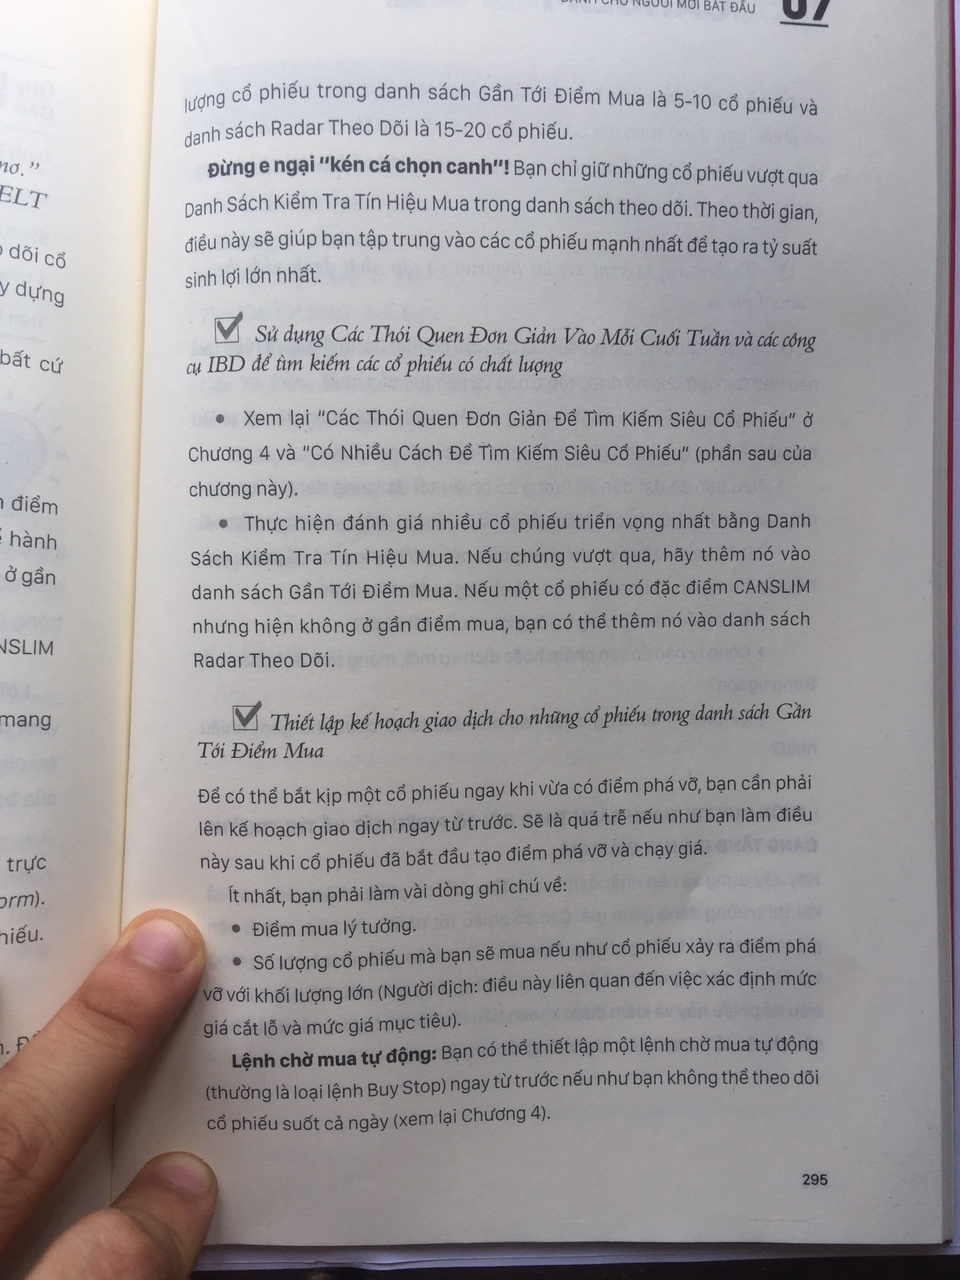 DÀNH CHO NGƯỜI MỚI BẮT ĐẦU 07
lượng cổ phiếu trong danh sách Gần Tới Điểm Mua là 5-10 cổ phiếu và
danh sách Radar Theo Dõi là 15-20 cổ phiếu.
Đừng e ngại "kén cá chọn canh"! Bạn chỉ giữ những cổ phiếu vượt qua
Danh Sách Kiểm Tra Tín Hiệu Mua trong danh sách theo dõi. Theo thời gian,
điều này sẽ giúp bạn tập trung vào các cổ phiếu mạnh nhất để tạo ra tỷ suất
sinh lợi lớn nhất.
Sử dụng Các Thói Quen Đơn Giản Vào Mỗi Cuối Tuần và các công
cụ IBD để tìm kiếm các cổ phiếu có chất lượng
• Xem lại "Các Thói Quen Đơn Giản Để Tìm Kiếm Siêu Cổ Phiếu" ở
Chương 4 và "Có Nhiều Cách Để Tìm Kiếm Siêu Cổ Phiếu" (phần sau của
chương này).
• Thực hiện đánh giá nhiều cổ phiếu triển vọng nhất bằng Danh
Sách Kiểm Tra Tín Hiệu Mua. Nếu chúng vượt qua, hãy thêm nó vào
danh sách Gần Tới Điểm Mua. Nếu một cổ phiếu có đặc điểm CANSLIM
nhưng hiện không ở gần điểm mua, bạn có thể thêm nó vào danh sách
Radar Theo Dõi.
Thiết lập kế hoạch giao dịch cho những cổ phiếu trong danh sách Gần
Tới Điểm Mua
Để có thể bắt kịp một cổ phiếu ngay khi vừa có điểm phá vỡ, bạn cần phải
lên kế hoạch giao dịch ngay từ trước. Sẽ là quá trễ nếu như bạn làm điều
này sau khi cổ phiếu đã bắt đầu tạo điểm phá vỡ và chạy giá.
Ít nhất, bạn phải làm vài dòng ghi chú về:
• Điểm mua lý tưởng.
• Số lượng cổ phiếu mà bạn sẽ mua nếu như cổ phiếu xảy ra điểm phá
vỡ với khối lượng lớn (Người dịch: điều này liên quan đến việc xác định mức
giá cắt lỗ và mức giá mục tiêu).
Lệnh chờ mua tự động: Bạn có thể thiết lập một lệnh chờ mua tự động
(thường là loại lệnh Buy Stop) ngay từ trước nếu như bạn không thể theo dõi
cổ phiếu suốt cả ngày (xem lại Chương 4).
295